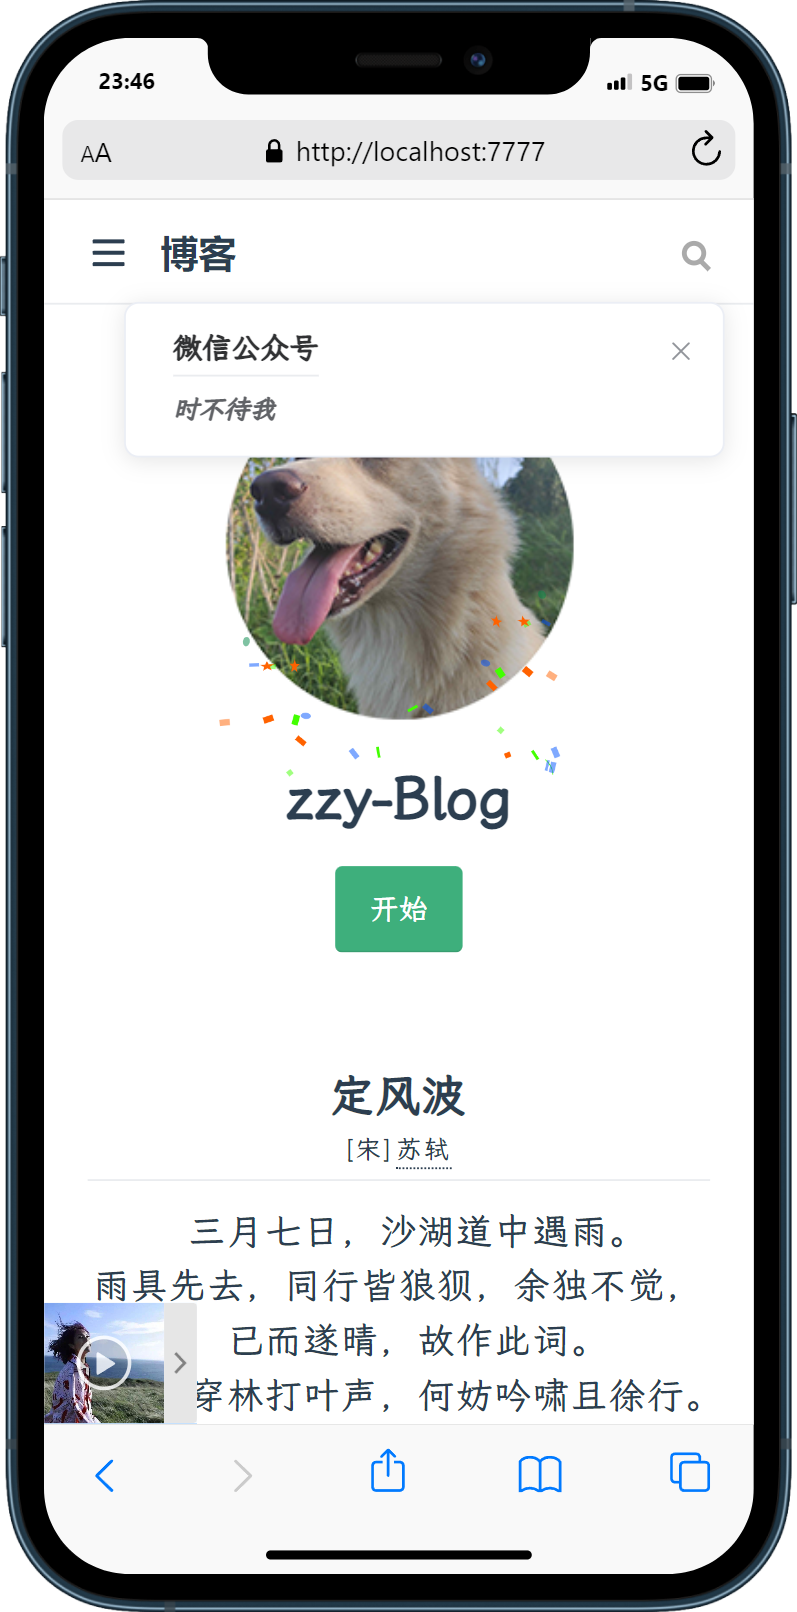 23:46
5G
AA
http://localhost:7777
博客
微信公众号
时不待我
zzy-Blog
开始
定风波
[宋] 苏轼
三月七日，沙湖道中遇雨。
雨具先去，同行皆狼狈，余独不觉，
已而遂晴，故作此词。
穿林打叶声，何妨吟啸且徐行。